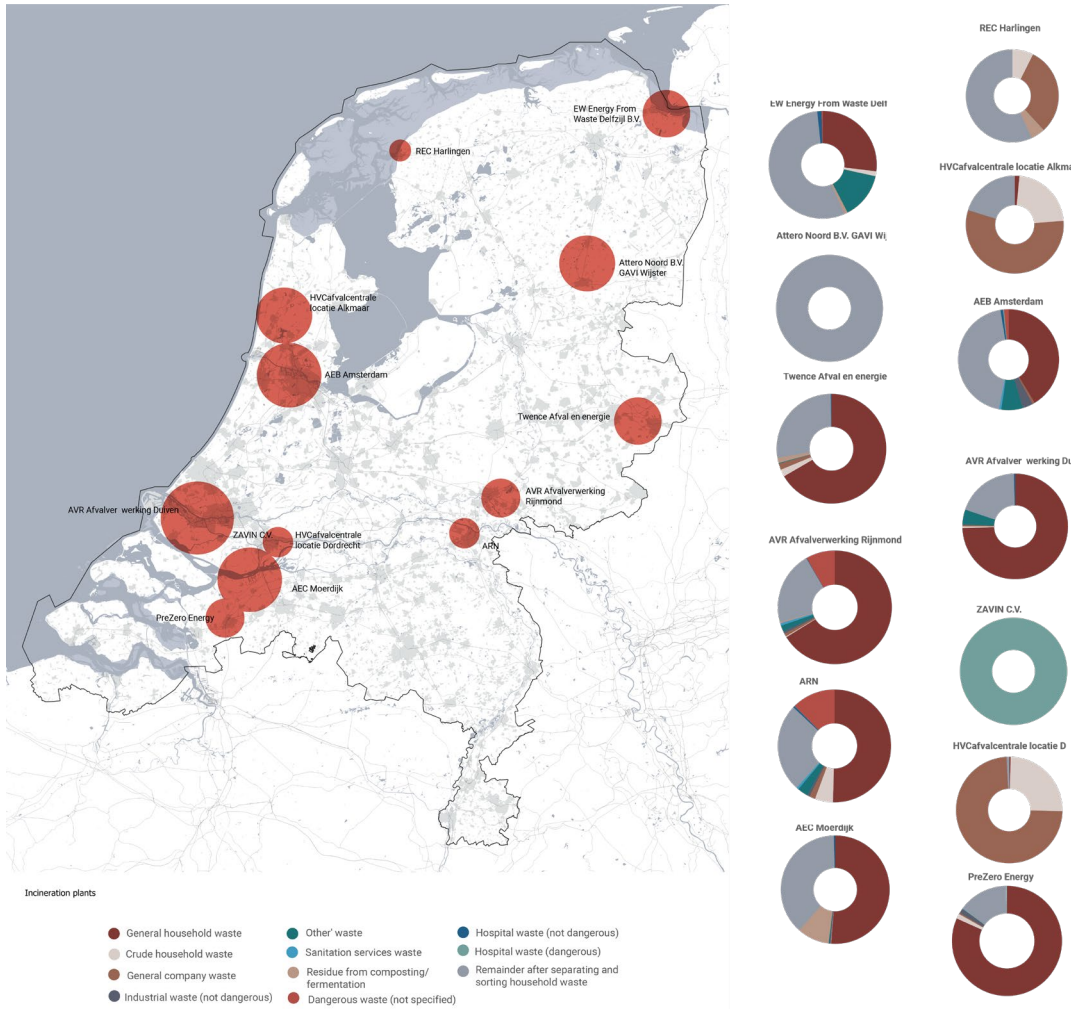 EW Energy From
Waste Delfzijl B.V.
REC Harlingen
Attero Noord B.V.
GAVI Wijster
HVCafvalcentrale
locatie Alkmaar
AEB Amsterdam
Twence Afval en energie
AVR Afvalverwerking
Rijnmond
AVR Afvalver werking Duiven
ZAVIN C.V.
HVCafvalcentrale
locatie Dordrecht
ARN
AEC Moerdijk
PreZero Energy
REC Harlingen
EW Energy From Waste Delf
HVCafvalcentrale locatie Alkma
Attero Noord B.V. GAVI Wij
AEB Amsterdam
Twence Afval en energie
AVR Afvalver werking Du
AVR Afvalverwerking Rijnmond
ZAVIN C.V.
ARN
HVCafvalcentrale locatie D
AEC Moerdijk
PreZero Energy
Incineration plants
General household waste
Crude household waste
General company waste
Industrial waste (not dangerous)
Other' waste
Sanitation services waste
Residue from composting/
fermentation
Dangerous waste (not specified)
Hospital waste (not dangerous)
Hospital waste (dangerous)
Remainder after separating and
sorting household waste